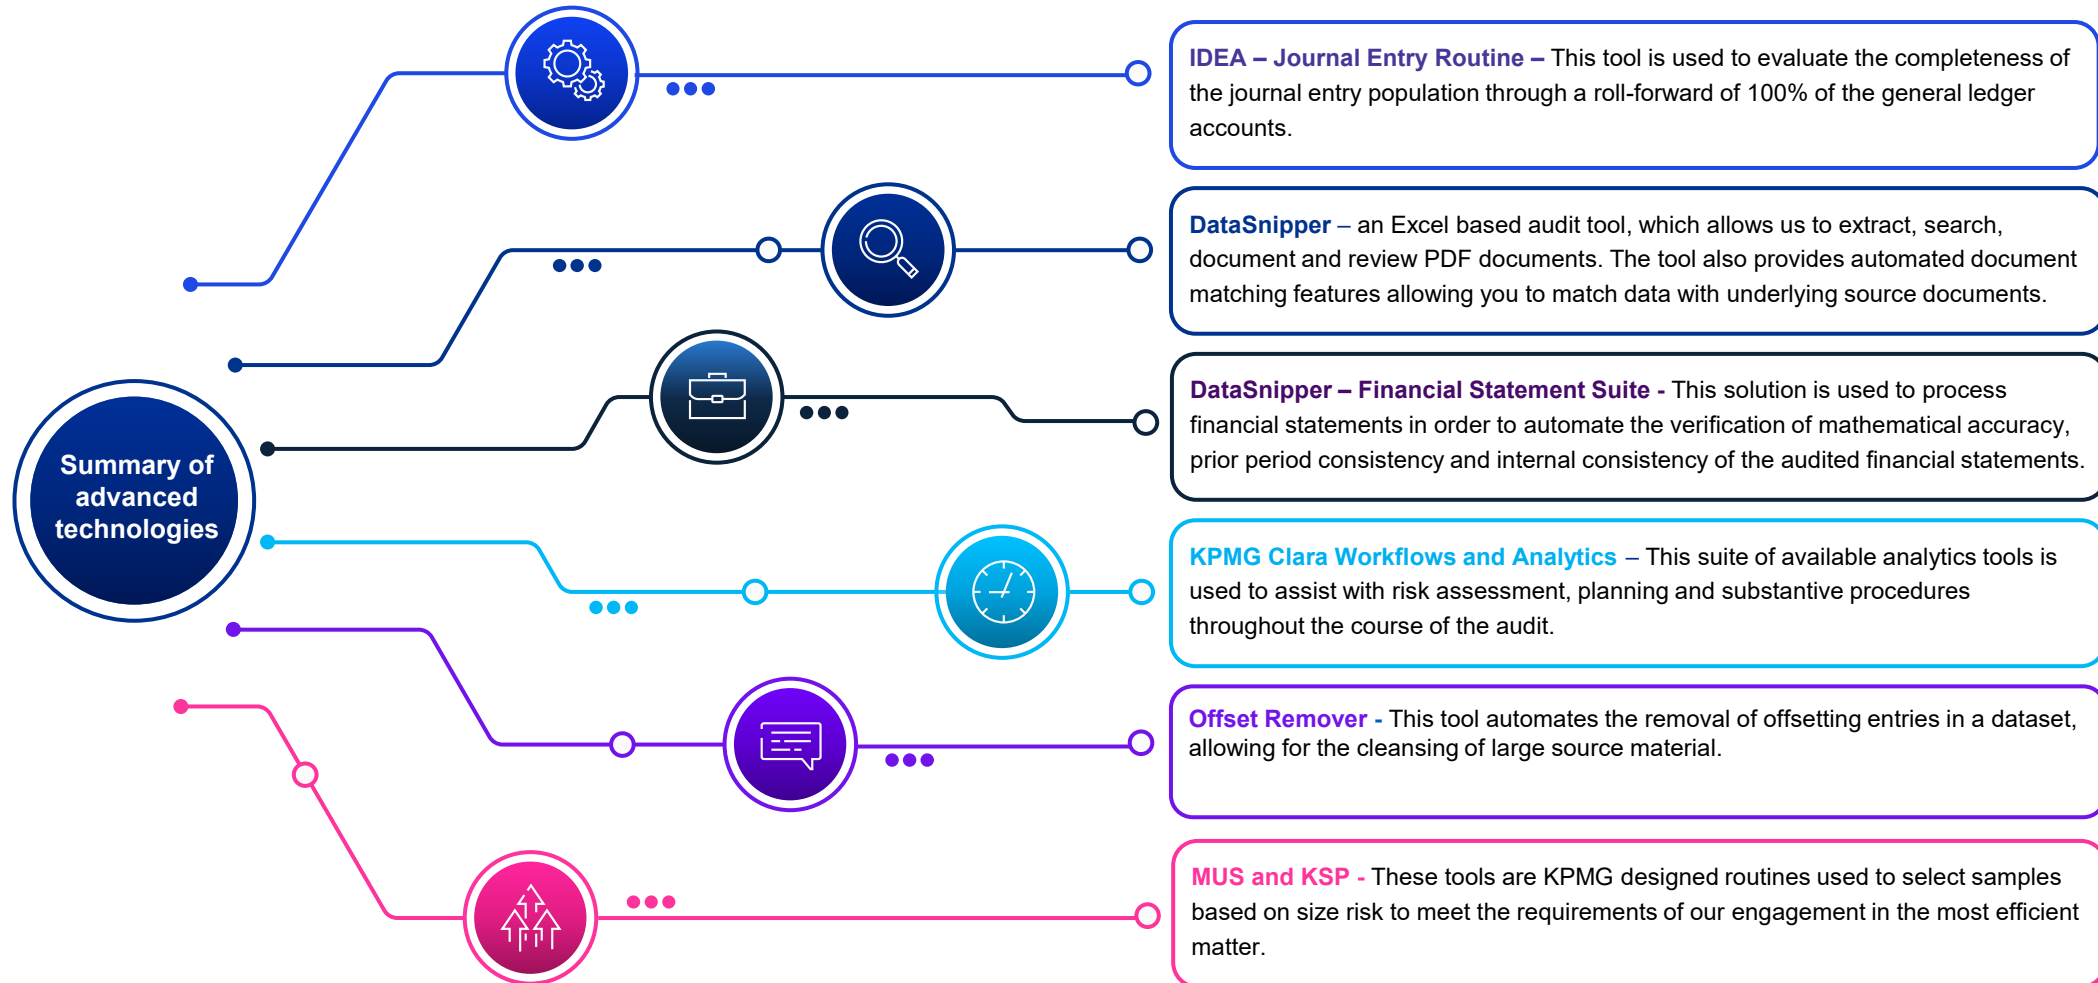 Summary of
advanced
technologies
IDEA – Journal Entry Routine – This tool is used to evaluate the completeness of
the journal entry population through a roll-forward of 100% of the general ledger
accounts.
DataSnipper – an Excel based audit tool, which allows us to extract, search,
document and review PDF documents. The tool also provides automated document
matching features allowing you to match data with underlying source documents.
DataSnipper – Financial Statement Suite - This solution is used to process
financial statements in order to automate the verification of mathematical accuracy,
prior period consistency and internal consistency of the audited financial statements.
KPMG Clara Workflows and Analytics – This suite of available analytics tools is
used to assist with risk assessment, planning and substantive procedures
throughout the course of the audit.
Offset Remover - This tool automates the removal of offsetting entries in a dataset,
allowing for the cleansing of large source material.
MUS and KSP - These tools are KPMG designed routines used to select samples
based on size risk to meet the requirements of our engagement in the most efficient
matter.